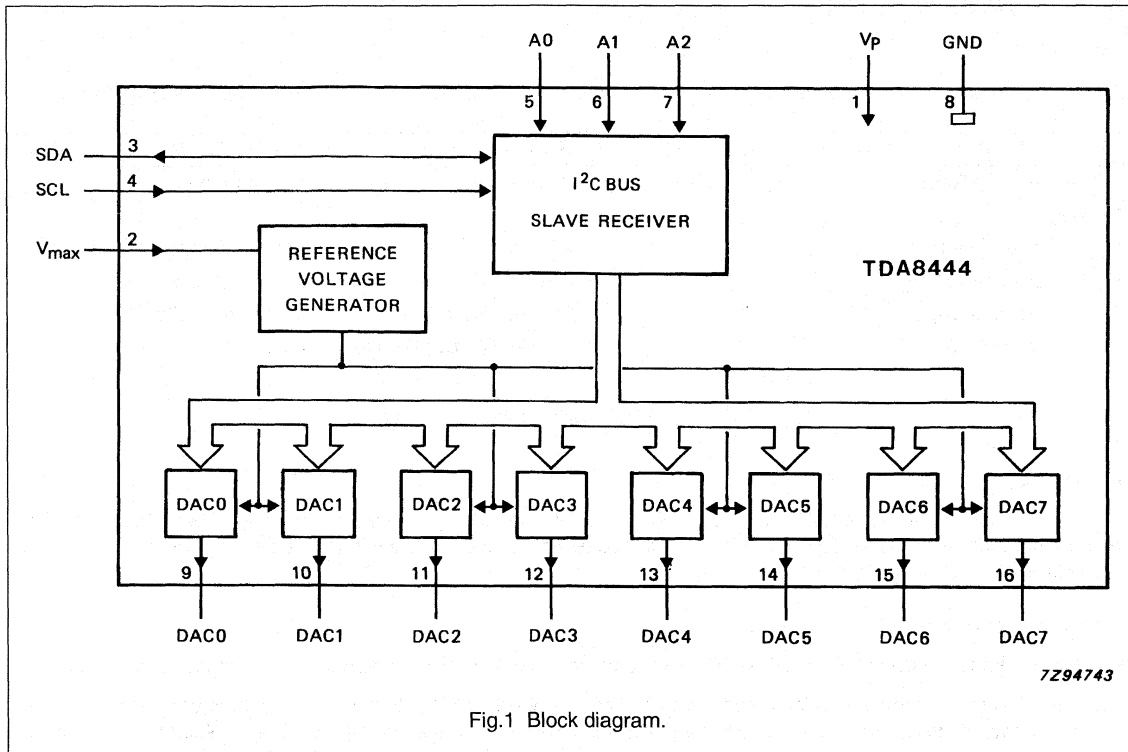 A0 A1 A2 VP GND
5 6 7 1 8
SDA 3
SCL 4
I²C BUS
SLAVE RECEIVER
Vmax 2
REFERENCE
VOLTAGE
GENERATOR
TDA8444
DAC0 DAC1 DAC2 DAC3 DAC4 DAC5 DAC6 DAC7
9 10 11 12 13 14 15 16
DAC0 DAC1 DAC2 DAC3 DAC4 DAC5 DAC6 DAC7
7Z94743
Fig.1 Block diagram.